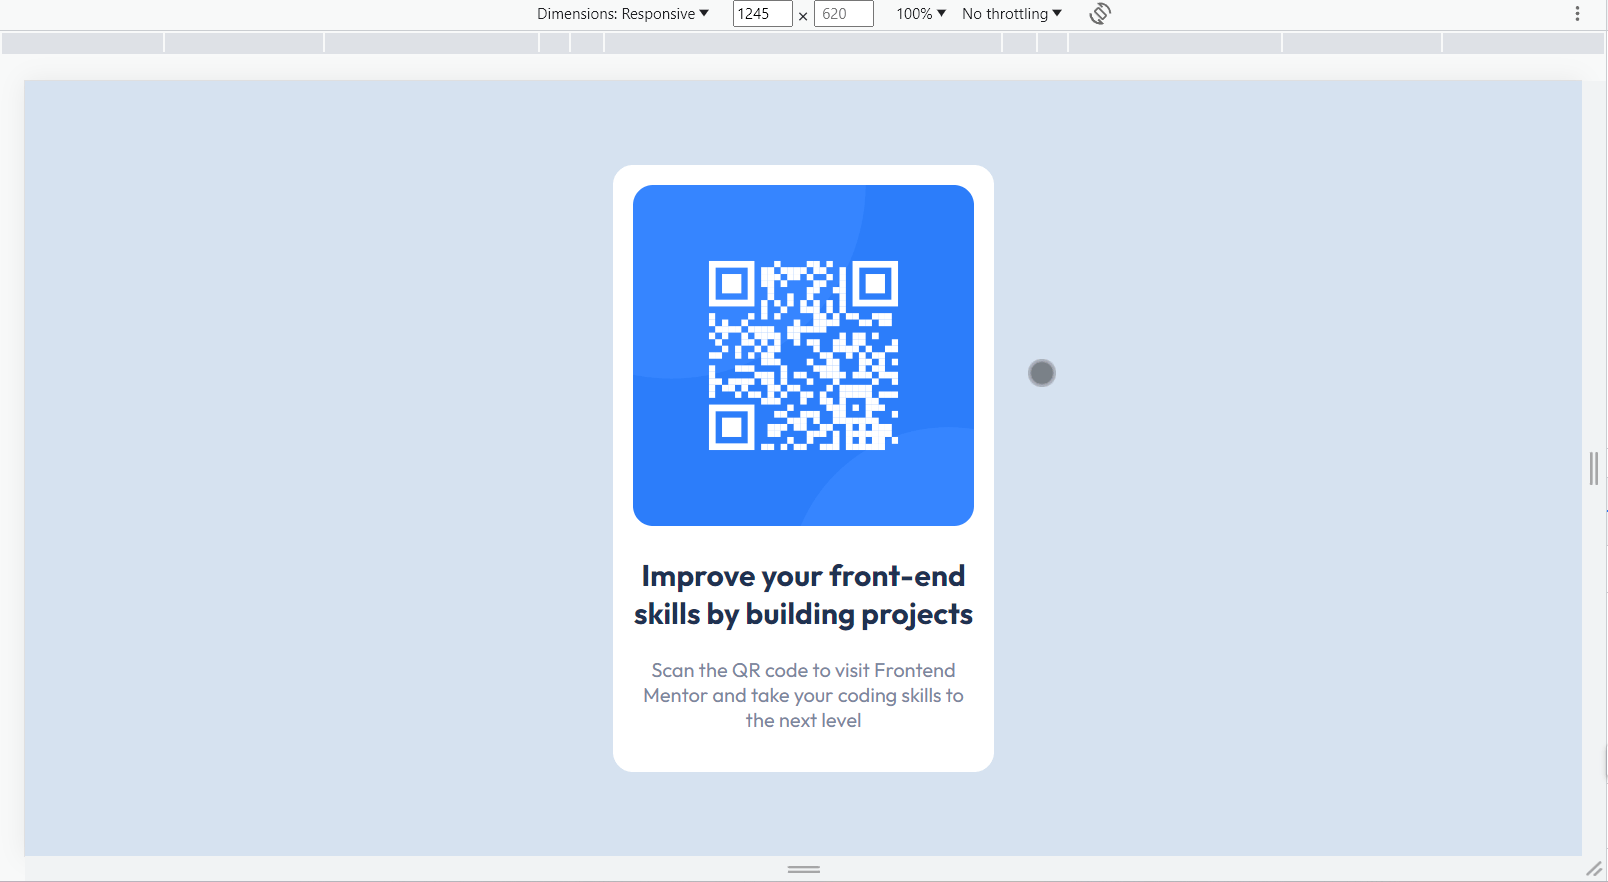 Dimensions: Responsive ▼ 1245 × 620 100% ▼ No throttling ▼
Improve your front-end
skills by building projects
Scan the QR code to visit Frontend
Mentor and take your coding skills to
the next level